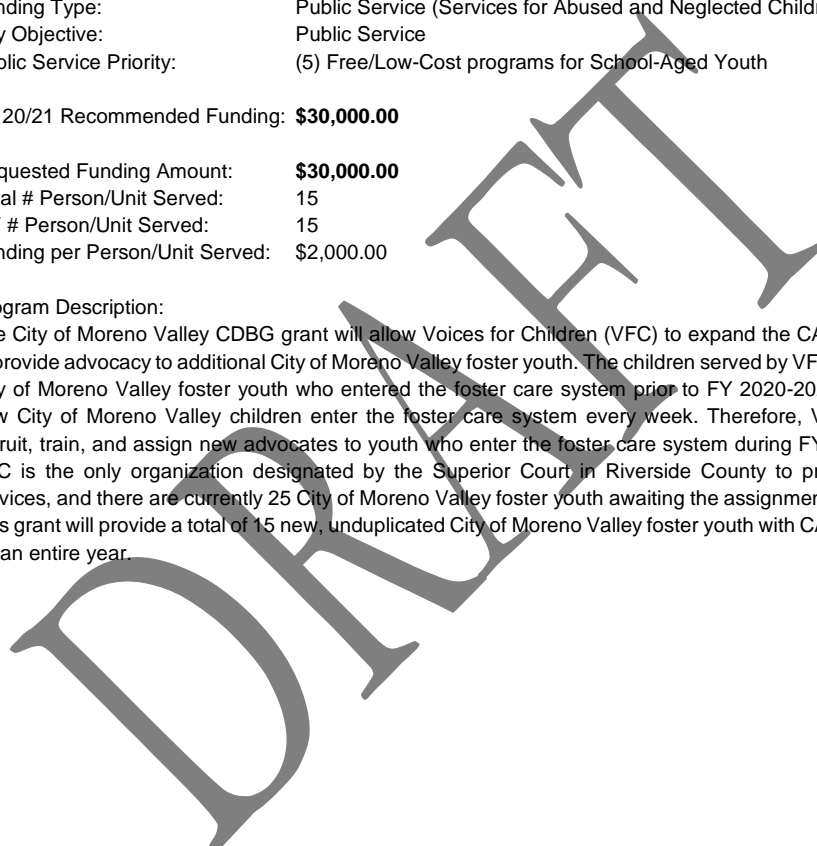 nding Type: Public Service (Services for Abused and Neglected Childr
y Objective: Public Service
blic Service Priority: (5) Free/Low-Cost programs for School-Aged Youth
20/21 Recommended Funding: $30,000.00
quested Funding Amount: $30,000.00
al # Person/Unit Served: 15
# Person/Unit Served: 15
nding per Person/Unit Served: $2,000.00
ogram Description:
e City of Moreno Valley CDBG grant will allow Voices for Children (VFC) to expand the CA
provide advocacy to additional City of Moreno Valley foster youth. The children served by VF
y of Moreno Valley foster youth who entered the foster care system prior to FY 2020-20
w City of Moreno Valley children enter the foster care system every week. Therefore, V
ruit, train, and assign new advocates to youth who enter the foster care system during FY
C is the only organization designated by the Superior Court in Riverside County to pr
vices, and there are currently 25 City of Moreno Valley foster youth awaiting the assignmen
s grant will provide a total of 15 new, unduplicated City of Moreno Valley foster youth with CA
an entire year.
DRAFT